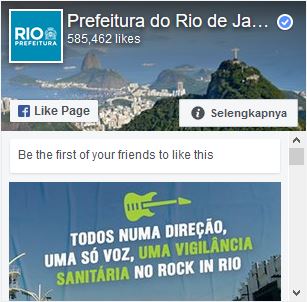 RIO
PREFEITURA
Prefeitura do Rio de Ja...
585,462 likes
Like Page
Selengkapnya
Be the first of your friends to like this
TODOS NUMA DIREÇÃO,
UMA SÓ VOZ, UMA VIGILÂNCIA
SANITÁRIA NO ROCK IN RIO